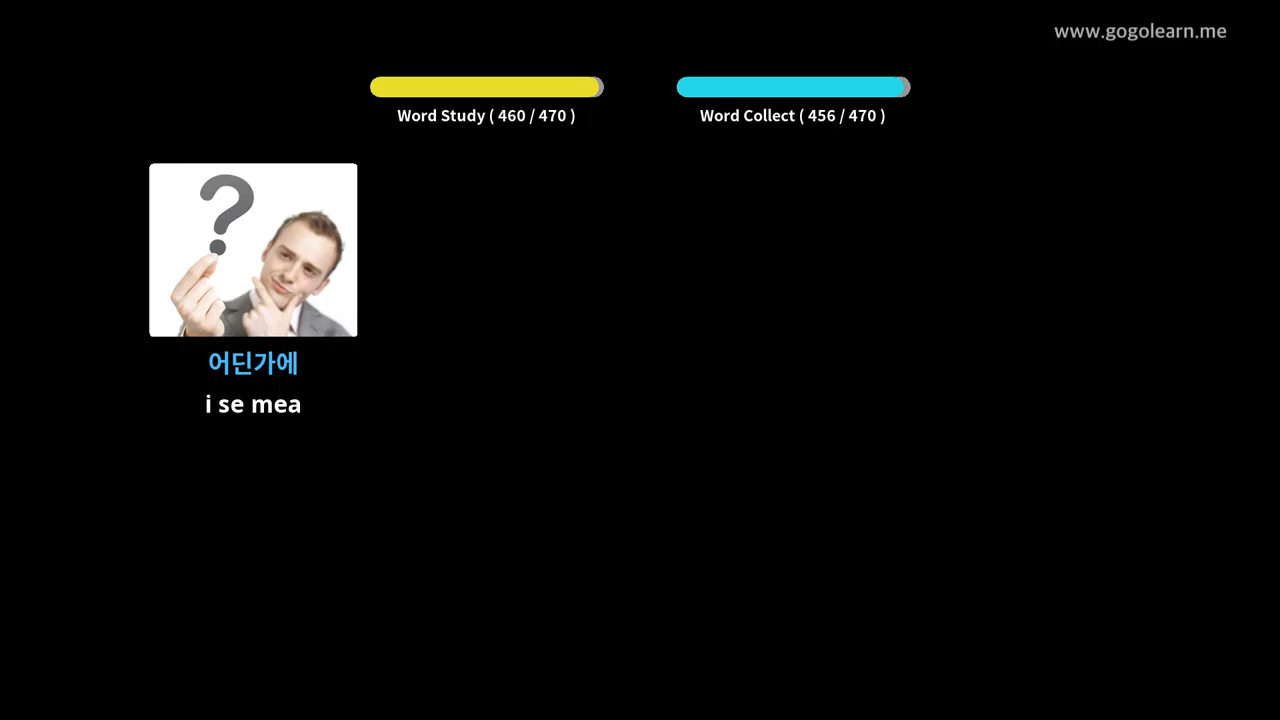 www.gogolearn.me
Word Study ( 460 / 470 )
Word Collect ( 456 / 470 )
?
어딘가에
i se mea